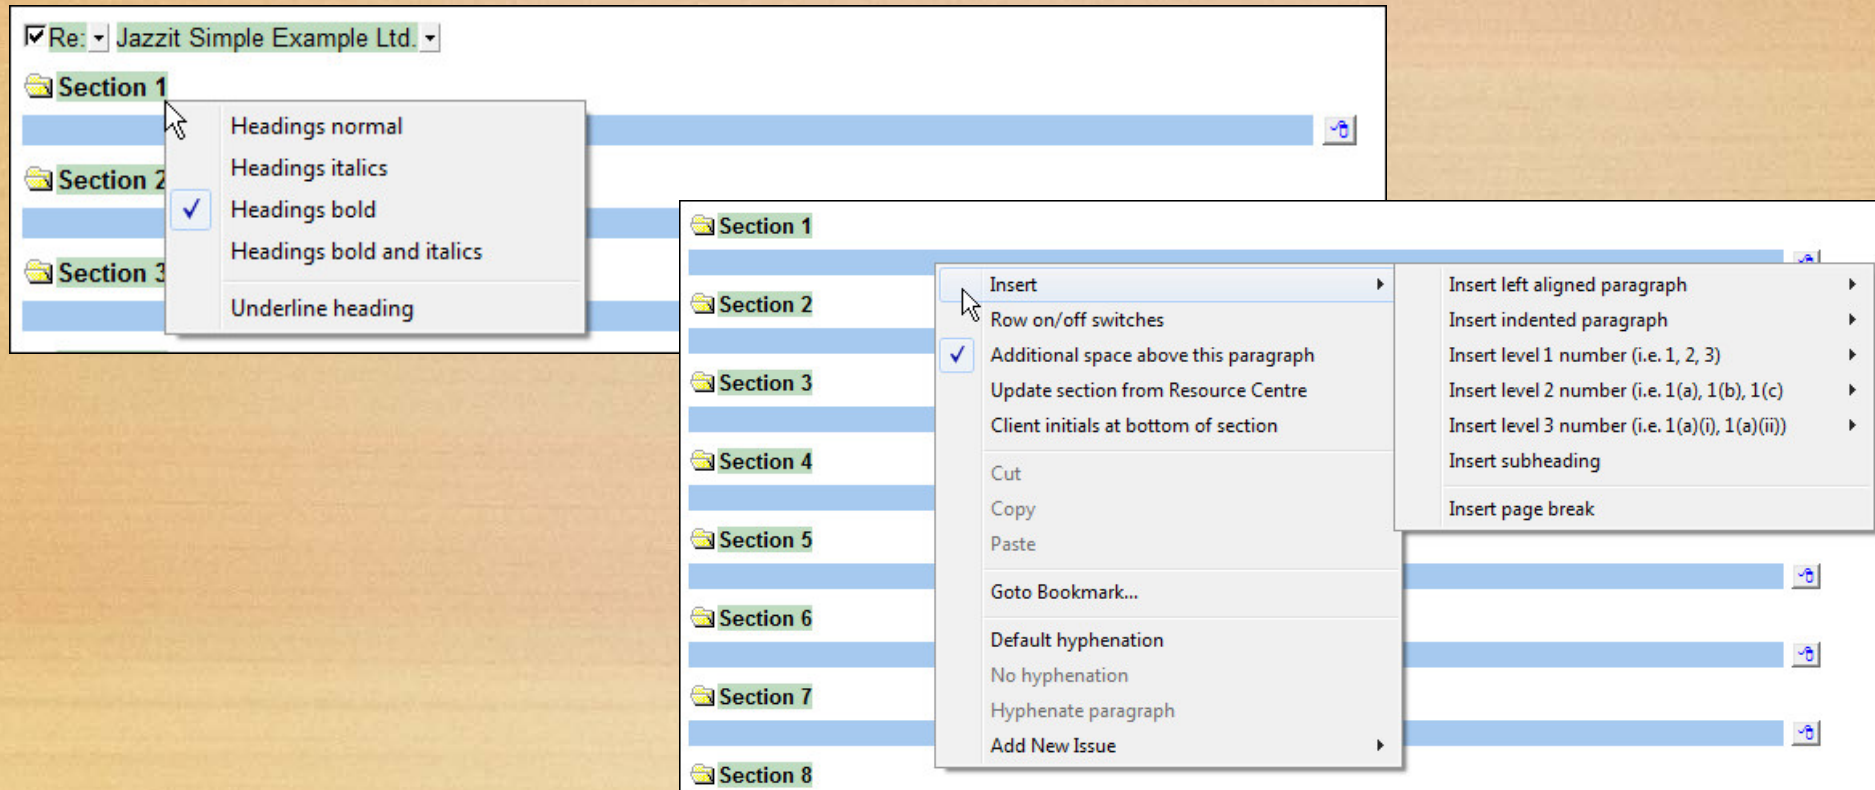 Re: Jazzit Simple Example Ltd.
Section 1
Headings normal
Headings italics
Section 2
Headings bold
Headings bold and italics
Section 3
Underline heading
Section 1
Section 2
Section 3
Section 4
Section 5
Section 6
Section 7
Section 8
Insert
Row on/off switches
Additional space above this paragraph
Update section from Resource Centre
Client initials at bottom of section
Cut
Copy
Paste
Goto Bookmark...
Default hyphenation
No hyphenation
Hyphenate paragraph
Add New Issue
Insert left aligned paragraph
Insert indented paragraph
Insert level 1 number (i.e. 1, 2, 3)
Insert level 2 number (i.e. 1(a), 1(b), 1(c)
Insert level 3 number (i.e. 1(a)(i), 1(a)(ii))
Insert subheading
Insert page break